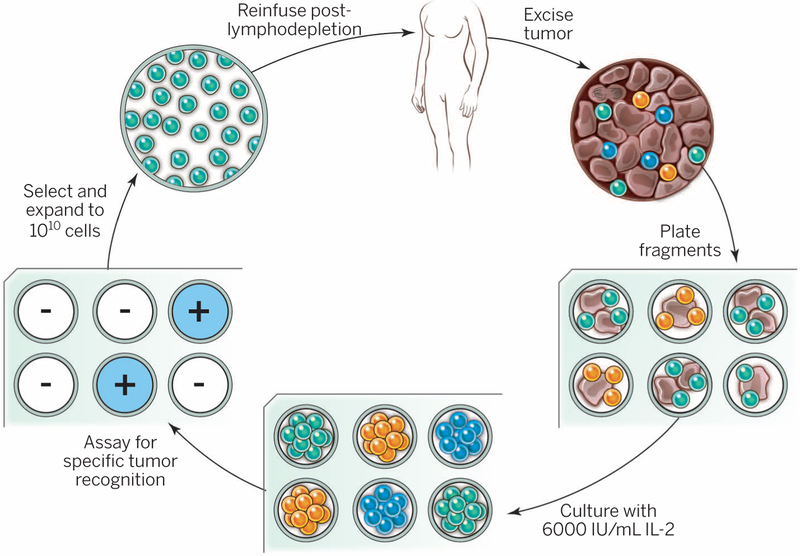 Reinfuse post-
lymphodepletion
Excise
tumor
Plate
fragments
Culture with
6000 IU/mL IL-2
Assay for
specific tumor
recognition
- - +
- + -
Select and
expand to
10¹⁰ cells